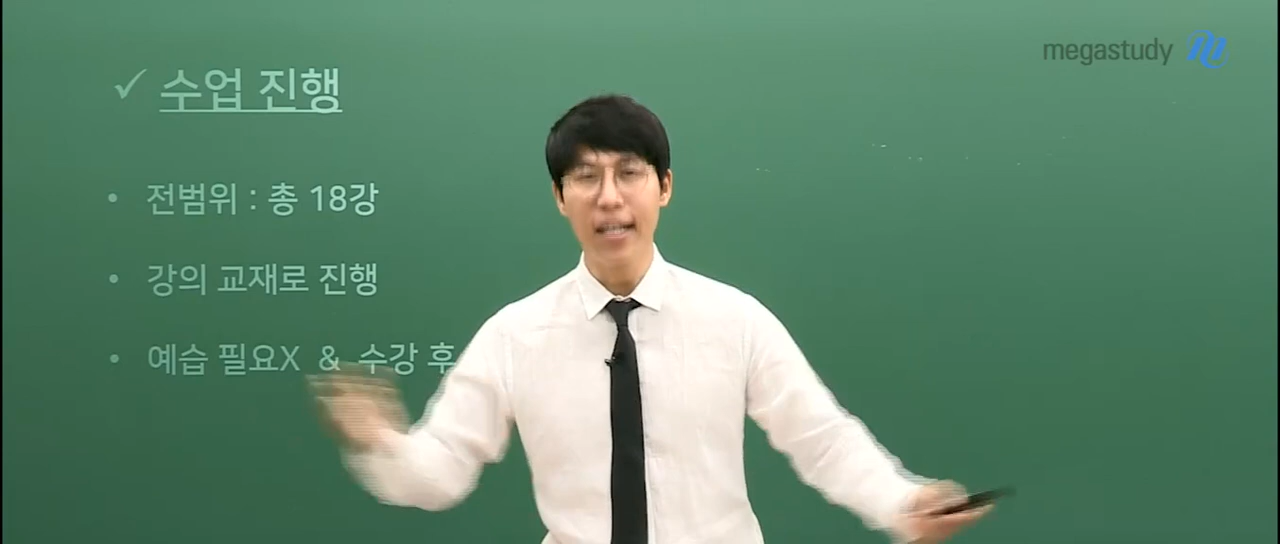 megastudy
✓ 수업 진행
• 전범위 : 총 18강
• 강의 교재로 진행
• 예습 필요X & 수강 후